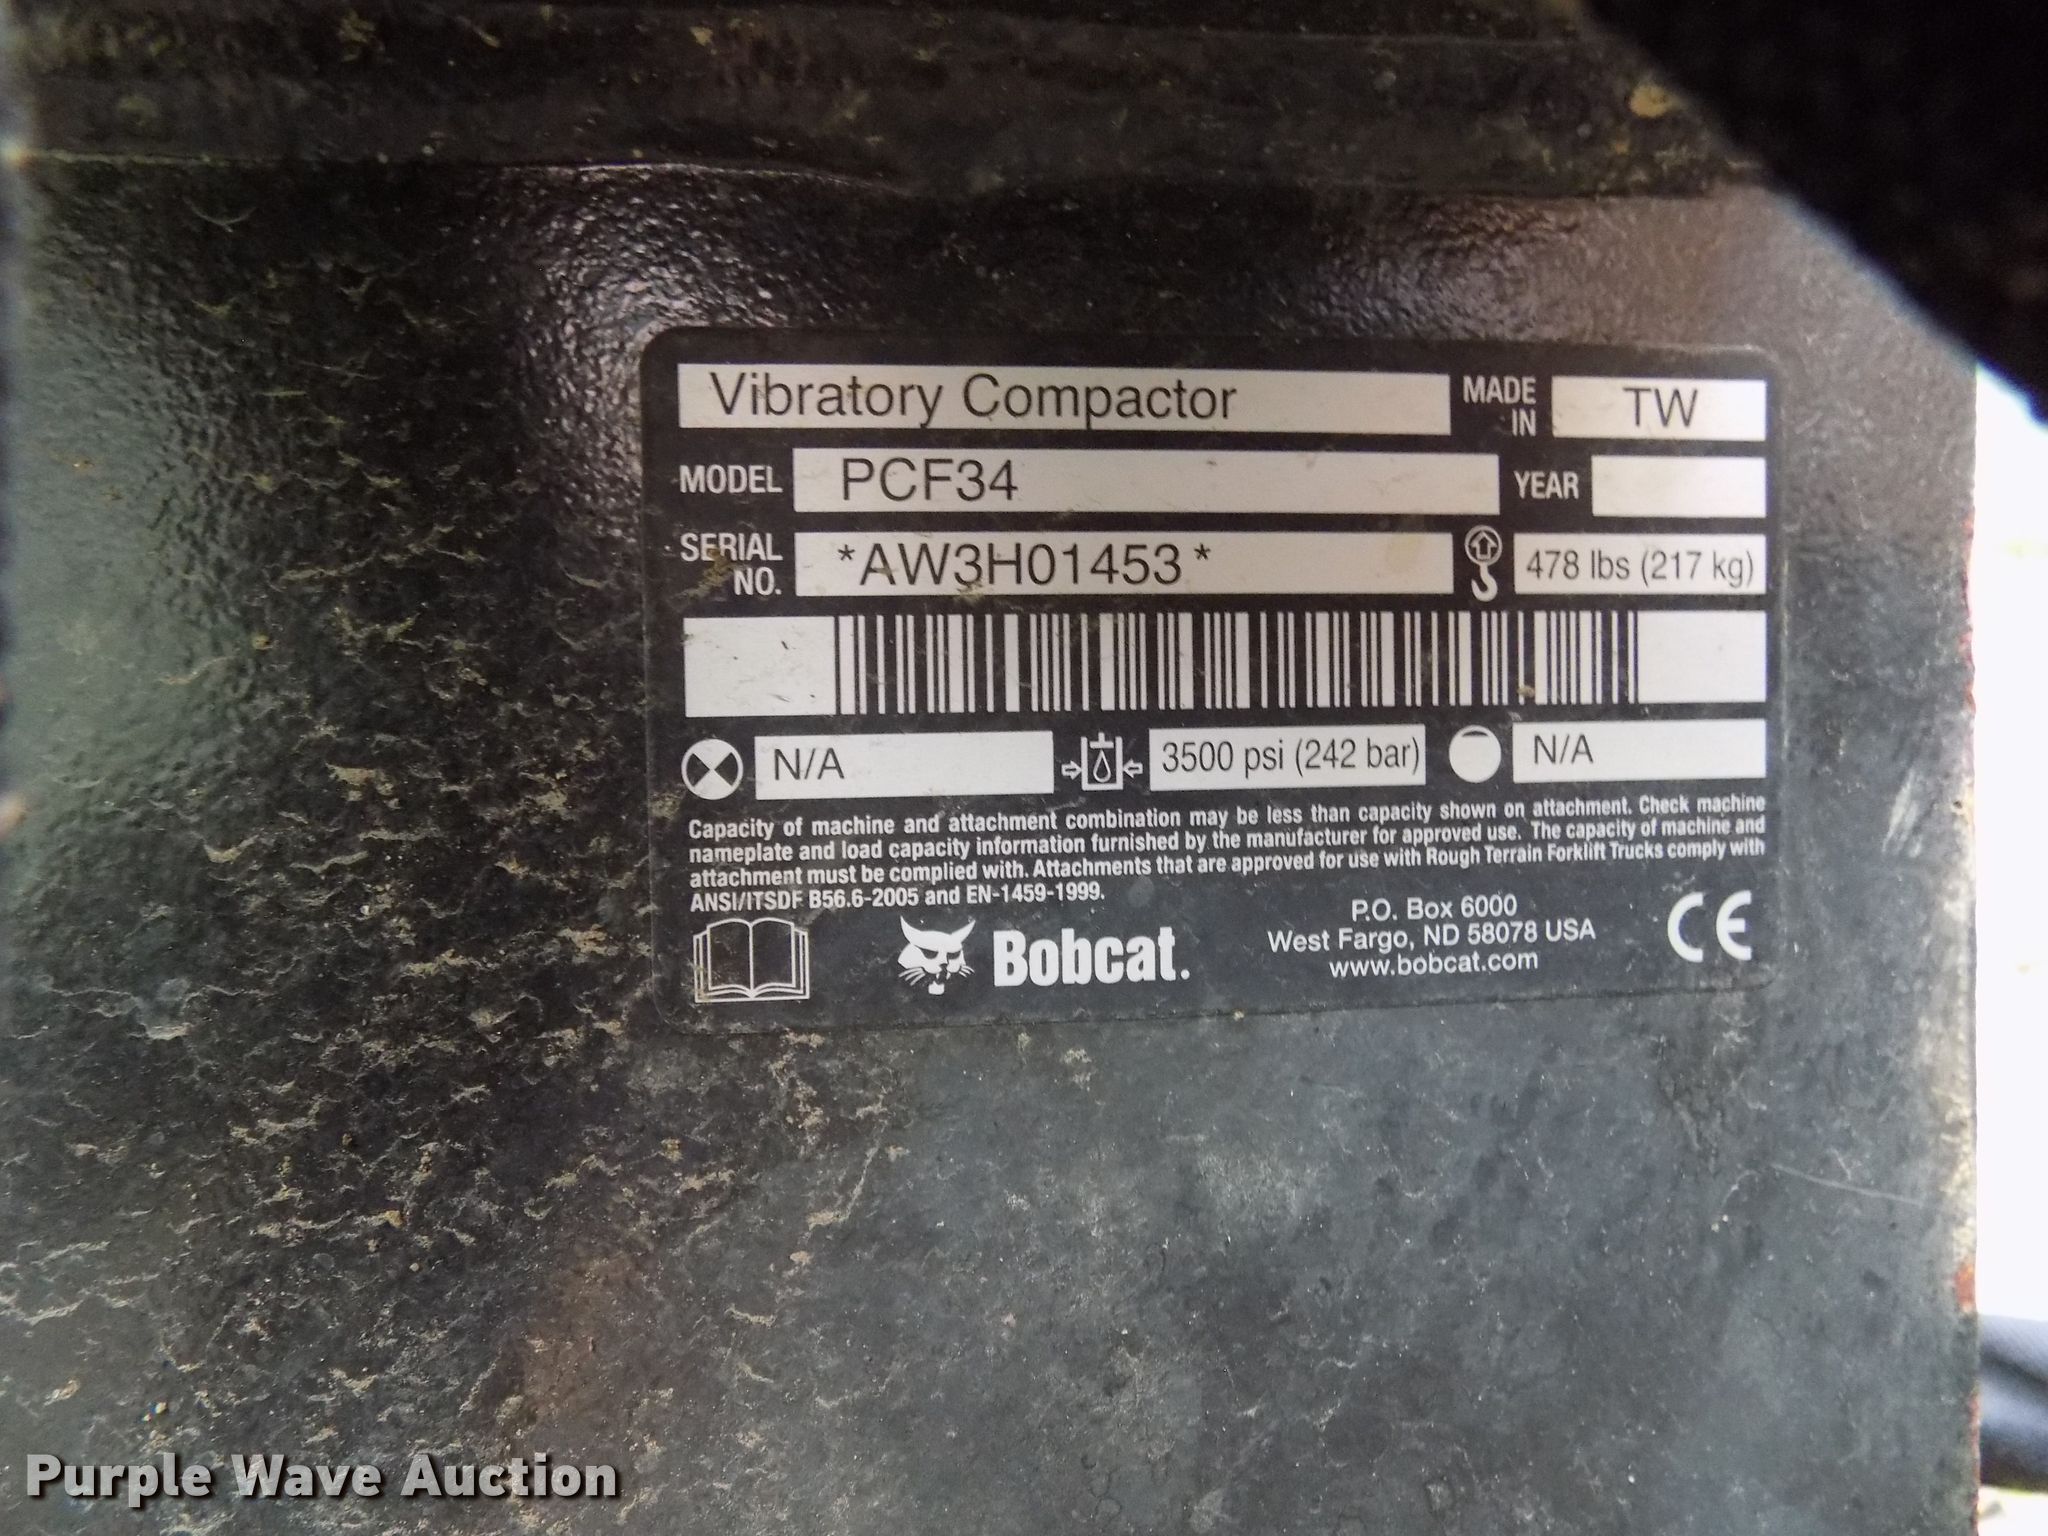 Vibratory Compactor
MADE IN
TW
MODEL PCF34
YEAR
SERIAL NO. *AW3H01453*
478 lbs (217 kg)
N/A
3500 psi (242 bar)
N/A
Capacity of machine and attachment combination may be less than capacity shown on attachment. Check machine
nameplate and load capacity information furnished by the manufacturer for approved use. The capacity of machine and
attachment must be complied with. Attachments that are approved for use with Rough Terrain Forklift Trucks comply with
ANSI/ITSDF B56.6-2005 and EN-1459-1999.
Bobcat.
P.O. Box 6000
West Fargo, ND 58078 USA
www.bobcat.com
CE
Purple Wave Auction